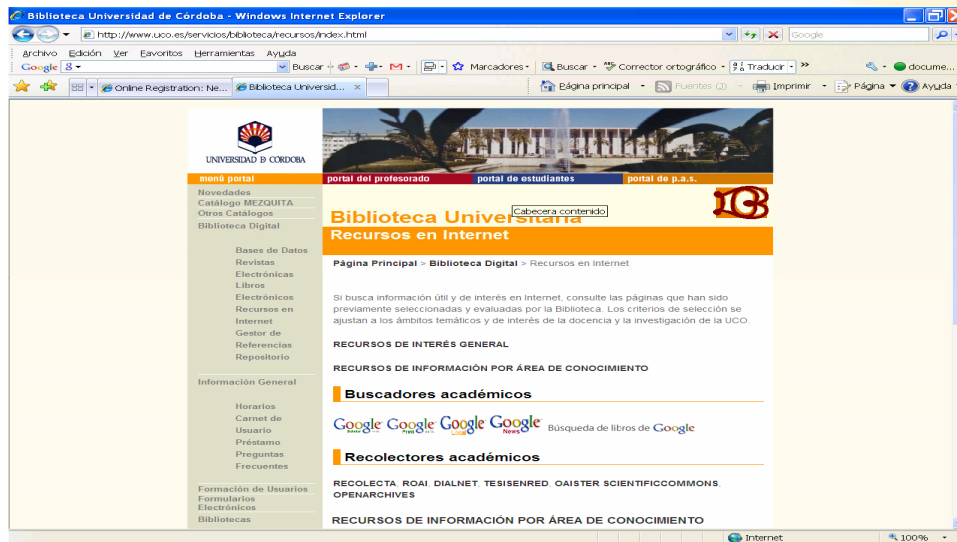 Biblioteca Universidad de Córdoba - Windows Internet Explorer
http://www.uco.es/servicios/biblioteca/recursos/index.html
Google
Archivo Edición Ver Favoritos Herramientas Ayuda
Google Buscar Marcadores Buscar Corrector ortográfico Traducir docume...
Online Registration: Ne... Biblioteca Universid... Página principal Fuentes (J) Imprimir Página Ayuda
UNIVERSIDAD D CORDOBA
menú portal
portal del profesorado portal de estudiantes portal de p.a.s.
Novedades
Catálogo MEZQUITA
Otros Catálogos
Biblioteca Digital
Bases de Datos
Revistas
Electrónicas
Libros
Electrónicos
Recursos en
Internet
Gestor de
Referencias
Repositorio
Información General
Horarios
Carnet de
Usuario
Préstamo
Preguntas
Frecuentes
Formación de Usuarios
Formularios
Electrónicos
Bibliotecas
Cabecera contenido
Biblioteca Universitaria
Recursos en Internet
Página Principal > Biblioteca Digital > Recursos en Internet
Si busca información útil y de interés en Internet, consulte las páginas que han sido
previamente seleccionadas y evaluadas por la Biblioteca. Los criterios de selección se
ajustan a los ámbitos temáticos y de interés de la docencia y la investigación de la UCO.
RECURSOS DE INTERÉS GENERAL
RECURSOS DE INFORMACIÓN POR ÁREA DE CONOCIMIENTO
Buscadores académicos
Google Google Print Google Local Google News Búsqueda de libros de Google
Recolectores académicos
RECOLECTA, ROAI, DIALNET, TESISENRED, OAISTER SCIENTIFICCOMMONS,
OPENARCHIVES
RECURSOS DE INFORMACIÓN POR ÁREA DE CONOCIMIENTO
Internet 100%